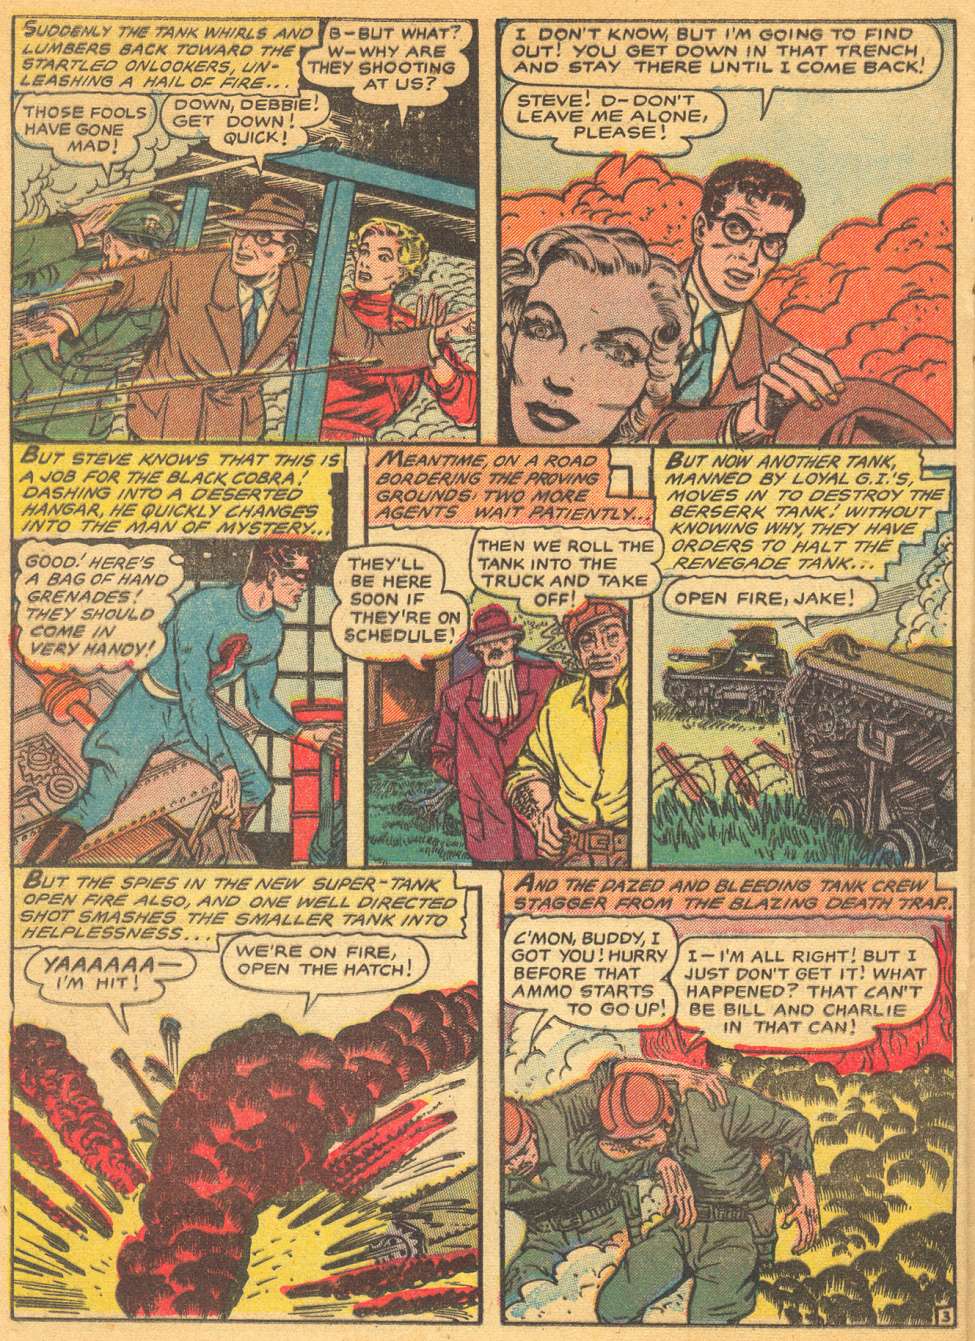 SUDDENLY THE TANK WHIRLS AND
LUMBERS BACK TOWARD THE
STARTLED ONLOOKERS, UN-
LEASHING A HAIL OF FIRE...
B-BUT WHAT?
W-WHY ARE
THEY SHOOTING
AT US?
THOSE FOOLS
HAVE GONE
MAD!
DOWN, DEBBIE!
GET DOWN!
QUICK!
I DON'T KNOW, BUT I'M GOING TO FIND
OUT! YOU GET DOWN IN THAT TRENCH
AND STAY THERE UNTIL I COME BACK!
STEVE! D-DON'T
LEAVE ME ALONE,
PLEASE!
BUT STEVE KNOWS THAT THIS IS
A JOB FOR THE BLACK COBRA!
DASHING INTO A DESERTED
HANGAR, HE QUICKLY CHANGES
INTO THE MAN OF MYSTERY...
GOOD! HERE'S
A BAG OF HAND
GRENADES!
THEY SHOULD
COME IN
VERY HANDY!
MEANTIME, ON A ROAD
BORDERING THE PROVING
GROUNDS: TWO MORE
AGENTS WAIT PATIENTLY...
THEY'LL
BE HERE
SOON IF
THEY'RE ON
SCHEDULE!
THEN WE ROLL THE
TANK INTO THE
TRUCK AND TAKE
OFF!
BUT NOW ANOTHER TANK,
MANNED BY LOYAL G.I.'S,
MOVES IN TO DESTROY THE
BERSERK TANK! WITHOUT
KNOWING WHY, THEY HAVE
ORDERS TO HALT THE
RENEGADE TANK...
OPEN FIRE, JAKE!
BUT THE SPIES IN THE NEW SUPER-TANK
OPEN FIRE ALSO, AND ONE WELL DIRECTED
SHOT SMASHES THE SMALLER TANK INTO
HELPLESSNESS....
YAAAAAA—
I'M HIT!
WE'RE ON FIRE,
OPEN THE HATCH!
AND THE DAZED AND BLEEDING TANK CREW
STAGGER FROM THE BLAZING DEATH TRAP.
C'MON, BUDDY, I
GOT YOU! HURRY
BEFORE THAT
AMMO STARTS
TO GO UP!
I—I'M ALL RIGHT! BUT I
JUST DON'T GET IT! WHAT
HAPPENED? THAT CAN'T
BE BILL AND CHARLIE
IN THAT CAN!
3